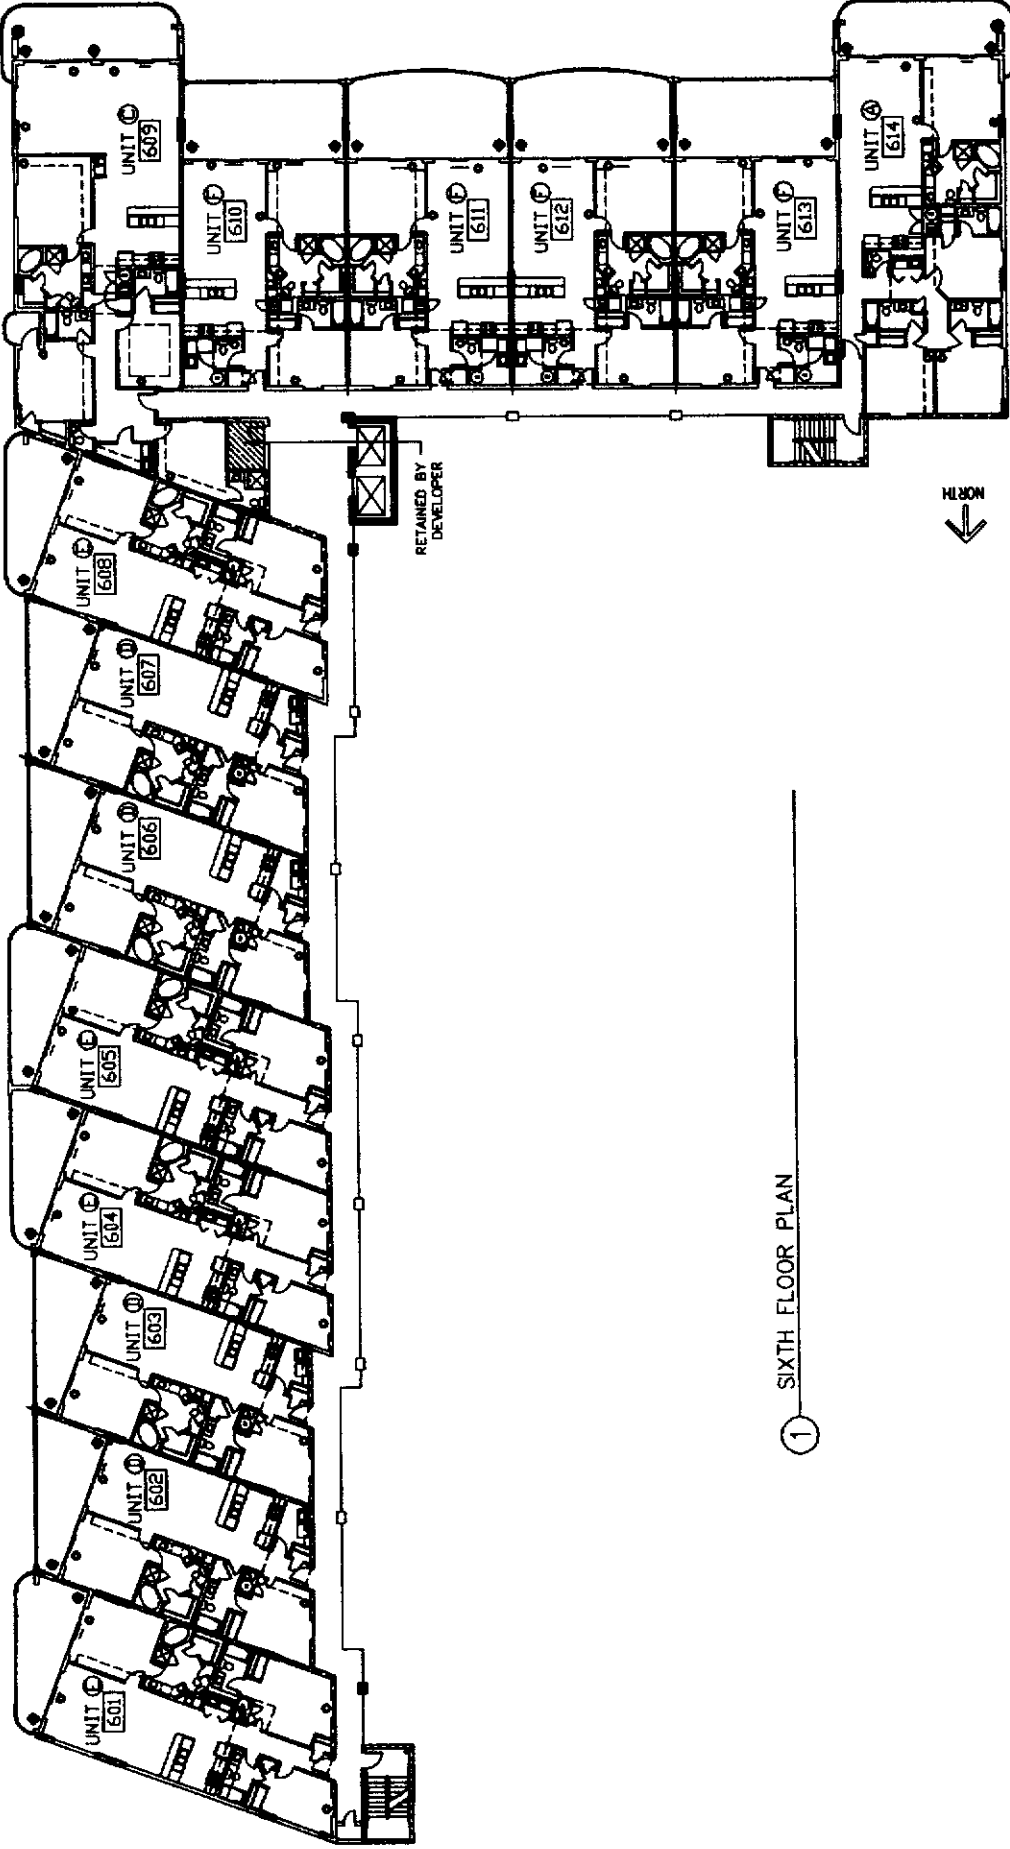 UNIT C
609
UNIT
610
UNIT
611
UNIT
612
UNIT
613
UNIT A
614
RETAINED BY
DEVELOPER
NORTH
UNIT
608
UNIT D
607
UNIT D
606
UNIT
605
UNIT
604
UNIT D
603
UNIT D
602
UNIT
601
1
SIXTH FLOOR PLAN